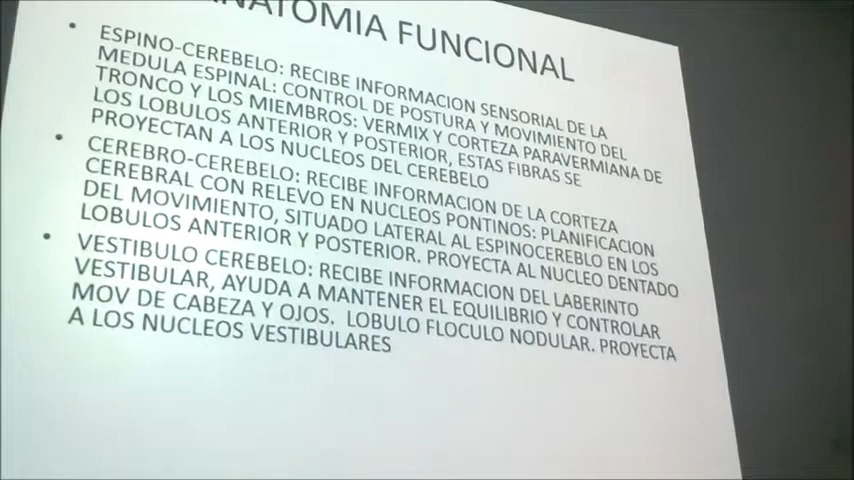 ANATOMIA FUNCIONAL
• ESPINO-CEREBELO: RECIBE INFORMACION SENSORIAL DE LA
MEDULA ESPINAL: CONTROL DE POSTURA Y MOVIMIENTO DEL
TRONCO Y LOS MIEMBROS: VERMIX Y CORTEZA PARAVERMIANA DE
LOS LOBULOS ANTERIOR Y POSTERIOR, ESTAS FIBRAS SE
PROYECTAN A LOS NUCLEOS DEL CEREBELO
• CEREBRO-CEREBELO: RECIBE INFORMACION DE LA CORTEZA
CEREBRAL CON RELEVO EN NUCLEOS PONTINOS: PLANIFICACION
DEL MOVIMIENTO, SITUADO LATERAL AL ESPINOCEREBLO EN LOS
LOBULOS ANTERIOR Y POSTERIOR. PROYECTA AL NUCLEO DENTADO
• VESTIBULO CEREBELO: RECIBE INFORMACION DEL LABERINTO
VESTIBULAR, AYUDA A MANTENER EL EQUILIBRIO Y CONTROLAR
MOV DE CABEZA Y OJOS. LOBULO FLOCULO NODULAR. PROYECTA
A LOS NUCLEOS VESTIBULARES